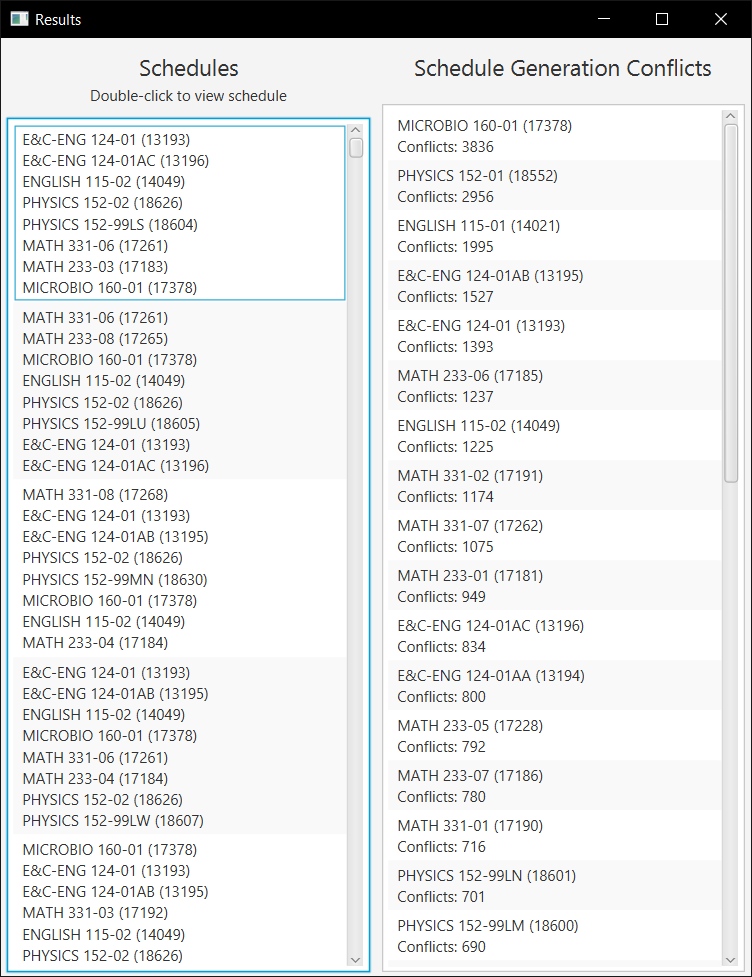 Results
Schedules
Double-click to view schedule
E&C-ENG 124-01 (13193)
E&C-ENG 124-01AC (13196)
ENGLISH 115-02 (14049)
PHYSICS 152-02 (18626)
PHYSICS 152-99LS (18604)
MATH 331-06 (17261)
MATH 233-03 (17183)
MICROBIO 160-01 (17378)
MATH 331-06 (17261)
MATH 233-08 (17265)
MICROBIO 160-01 (17378)
ENGLISH 115-02 (14049)
PHYSICS 152-02 (18626)
PHYSICS 152-99LU (18605)
E&C-ENG 124-01 (13193)
E&C-ENG 124-01AC (13196)
MATH 331-08 (17268)
E&C-ENG 124-01 (13193)
E&C-ENG 124-01AB (13195)
PHYSICS 152-02 (18626)
PHYSICS 152-99MN (18630)
MICROBIO 160-01 (17378)
ENGLISH 115-02 (14049)
MATH 233-04 (17184)
E&C-ENG 124-01 (13193)
E&C-ENG 124-01AB (13195)
ENGLISH 115-02 (14049)
MICROBIO 160-01 (17378)
MATH 331-06 (17261)
MATH 233-04 (17184)
PHYSICS 152-02 (18626)
PHYSICS 152-99LW (18607)
MICROBIO 160-01 (17378)
E&C-ENG 124-01 (13193)
E&C-ENG 124-01AB (13195)
MATH 331-03 (17192)
ENGLISH 115-02 (14049)
PHYSICS 152-02 (18626)
Schedule Generation Conflicts
MICROBIO 160-01 (17378)
Conflicts: 3836
PHYSICS 152-01 (18552)
Conflicts: 2956
ENGLISH 115-01 (14021)
Conflicts: 1995
E&C-ENG 124-01AB (13195)
Conflicts: 1527
E&C-ENG 124-01 (13193)
Conflicts: 1393
MATH 233-06 (17185)
Conflicts: 1237
ENGLISH 115-02 (14049)
Conflicts: 1225
MATH 331-02 (17191)
Conflicts: 1174
MATH 331-07 (17262)
Conflicts: 1075
MATH 233-01 (17181)
Conflicts: 949
E&C-ENG 124-01AC (13196)
Conflicts: 834
E&C-ENG 124-01AA (13194)
Conflicts: 800
MATH 233-05 (17228)
Conflicts: 792
MATH 233-07 (17186)
Conflicts: 780
MATH 331-01 (17190)
Conflicts: 716
PHYSICS 152-99LN (18601)
Conflicts: 701
PHYSICS 152-99LM (18600)
Conflicts: 690